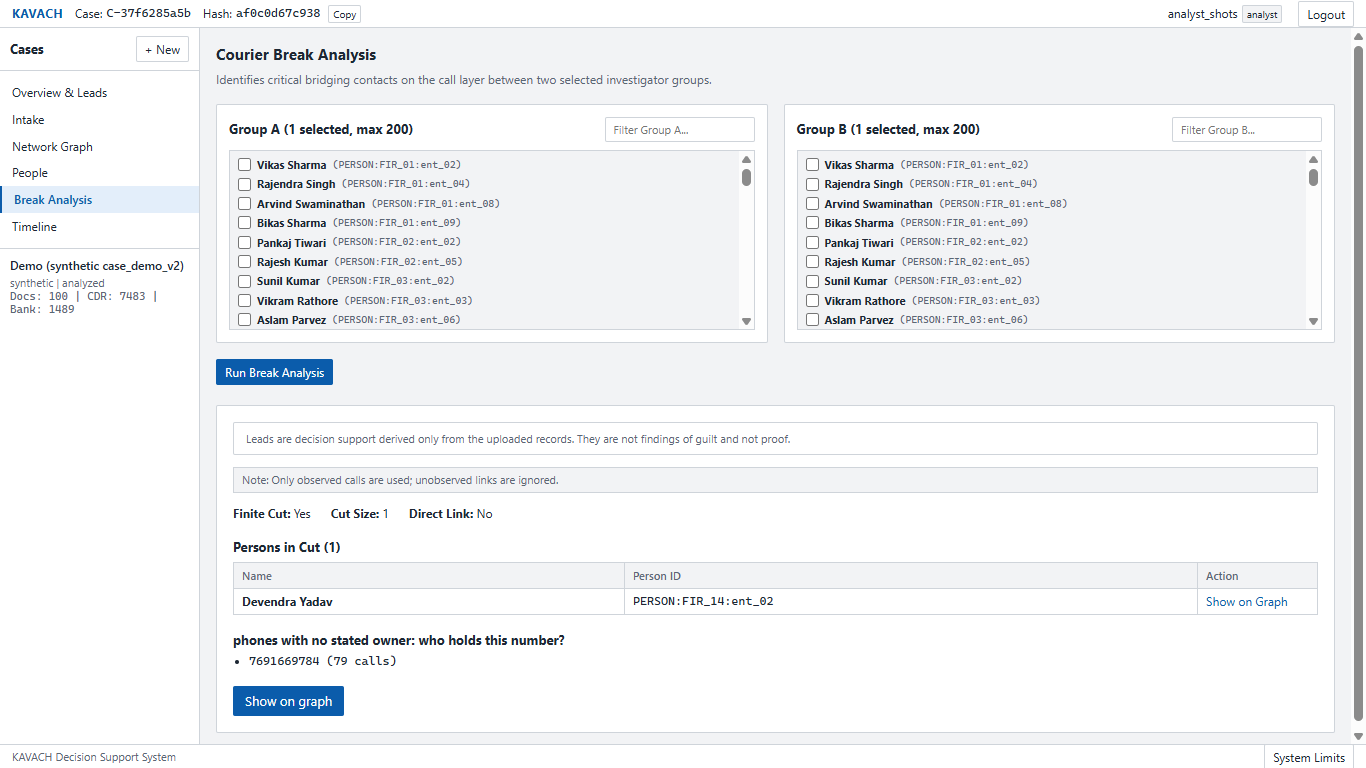 KAVACH Case: C-37f6285a5b Hash: af0c0d67c938 Copy analyst_shots analyst Logout
Cases + New
Overview & Leads
Intake
Network Graph
People
Break Analysis
Timeline
Demo (synthetic case_demo_v2)
synthetic | analyzed
Docs: 100 | CDR: 7483 |
Bank: 1489
Courier Break Analysis
Identifies critical bridging contacts on the call layer between two selected investigator groups.
Group A (1 selected, max 200) Filter Group A...
Vikas Sharma (PERSON:FIR_01:ent_02)
Rajendra Singh (PERSON:FIR_01:ent_04)
Arvind Swaminathan (PERSON:FIR_01:ent_08)
Bikas Sharma (PERSON:FIR_01:ent_09)
Pankaj Tiwari (PERSON:FIR_02:ent_02)
Rajesh Kumar (PERSON:FIR_02:ent_05)
Sunil Kumar (PERSON:FIR_03:ent_02)
Vikram Rathore (PERSON:FIR_03:ent_03)
Aslam Parvez (PERSON:FIR_03:ent_06)
Group B (1 selected, max 200) Filter Group B...
Vikas Sharma (PERSON:FIR_01:ent_02)
Rajendra Singh (PERSON:FIR_01:ent_04)
Arvind Swaminathan (PERSON:FIR_01:ent_08)
Bikas Sharma (PERSON:FIR_01:ent_09)
Pankaj Tiwari (PERSON:FIR_02:ent_02)
Rajesh Kumar (PERSON:FIR_02:ent_05)
Sunil Kumar (PERSON:FIR_03:ent_02)
Vikram Rathore (PERSON:FIR_03:ent_03)
Aslam Parvez (PERSON:FIR_03:ent_06)
Run Break Analysis
Leads are decision support derived only from the uploaded records. They are not findings of guilt and not proof.
Note: Only observed calls are used; unobserved links are ignored.
Finite Cut: Yes Cut Size: 1 Direct Link: No
Persons in Cut (1)
Name Person ID Action
Devendra Yadav PERSON:FIR_14:ent_02 Show on Graph
phones with no stated owner: who holds this number?
• 7691669784 (79 calls)
Show on graph
KAVACH Decision Support System System Limits